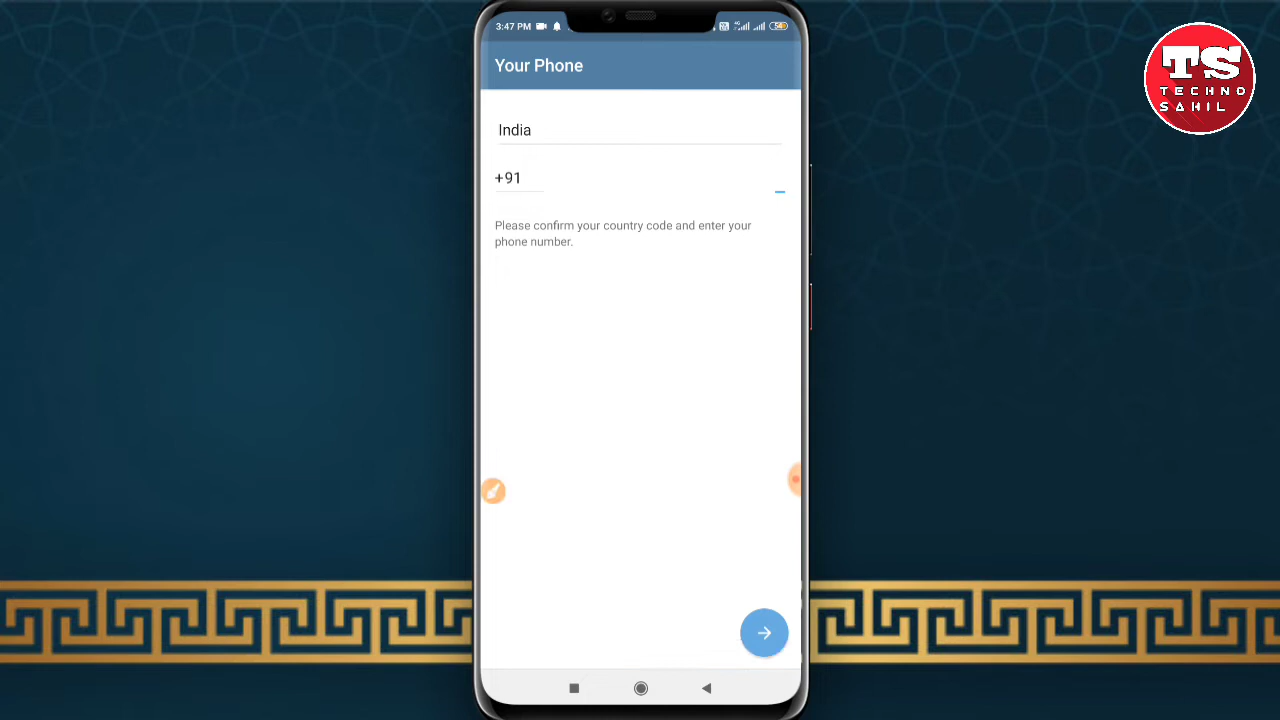 3:47 PM
54
Your Phone
India
+91
Please confirm your country code and enter your
phone number.
TS
TECHNO
SAHIL